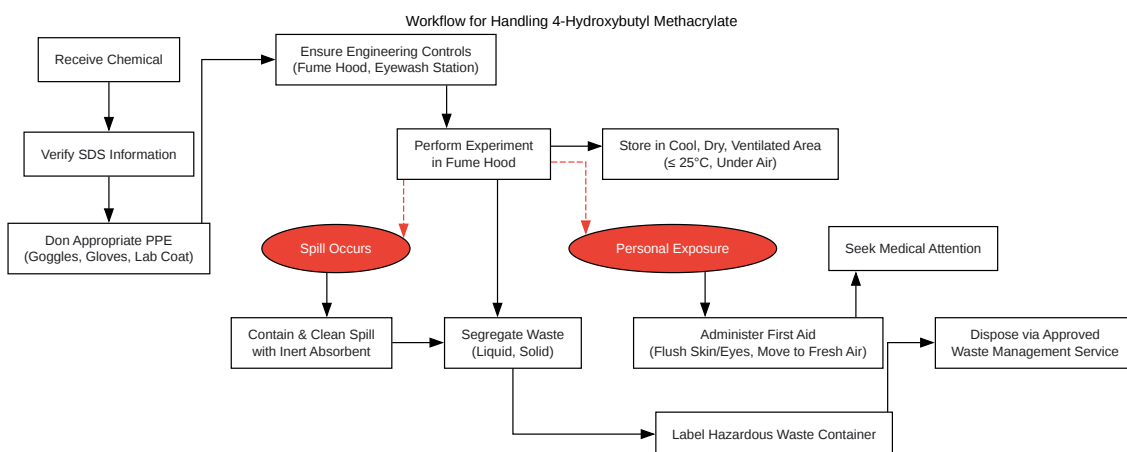 Workflow for Handling 4-Hydroxybutyl Methacrylate
Receive Chemical
Ensure Engineering Controls
(Fume Hood, Eyewash Station)
Verify SDS Information
Perform Experiment
in Fume Hood
Store in Cool, Dry, Ventilated Area
(≤ 25°C, Under Air)
Don Appropriate PPE
(Goggles, Gloves, Lab Coat)
Spill Occurs
Personal Exposure
Seek Medical Attention
Contain & Clean Spill
with Inert Absorbent
Segregate Waste
(Liquid, Solid)
Administer First Aid
(Flush Skin/Eyes, Move to Fresh Air)
Dispose via Approved
Waste Management Service
Label Hazardous Waste Container